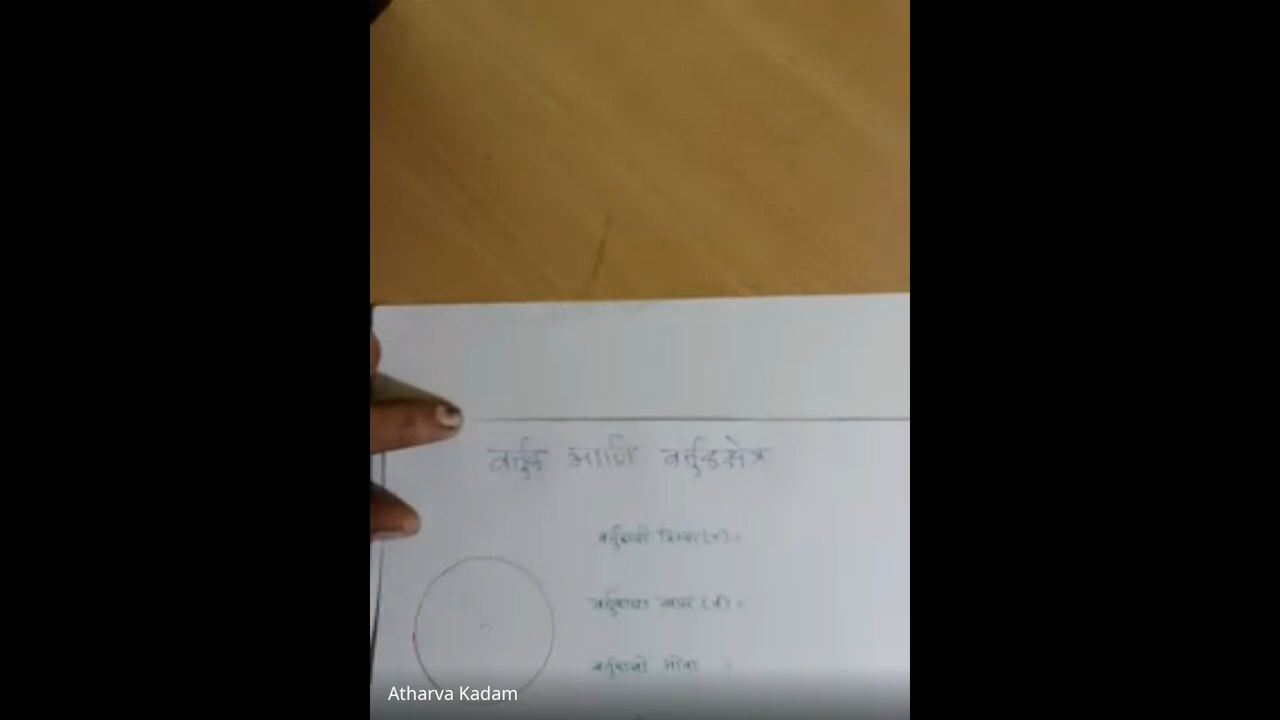 वर्तुळ आणि वर्तुळक्षेत्र
वर्तुळाची त्रिज्या (r) =
वर्तुळाचा व्यास (d) =
वर्तुळाची जीवा =
Atharva Kadam